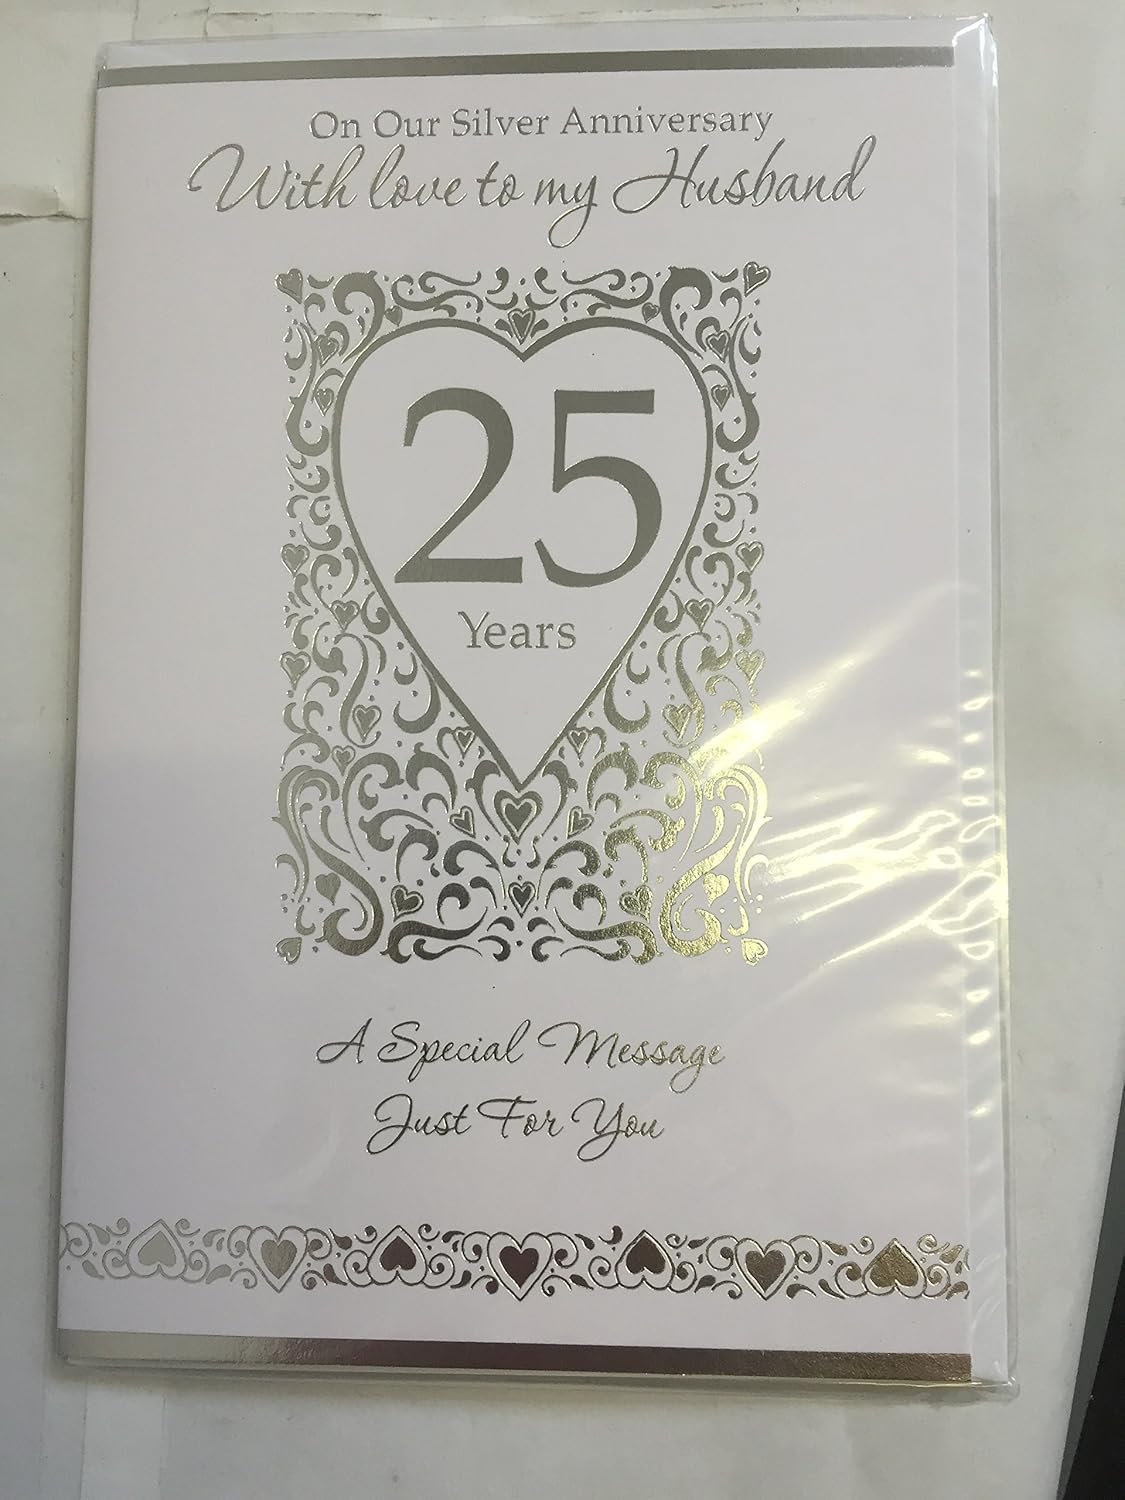 On Our Silver Anniversary
With love to my Husband
25
Years
A Special Message
Just For You